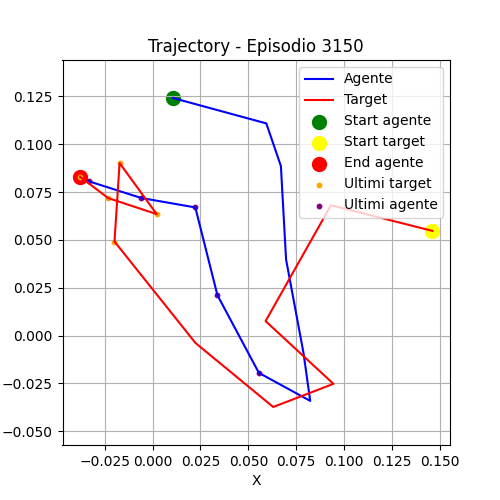 Trajectory - Episodio 3150
Agente
Target
Start agente
Start target
End agente
Ultimi target
Ultimi agente
0.125
0.100
0.075
0.050
0.025
0.000
−0.025
−0.050
−0.025 0.000 0.025 0.050 0.075 0.100 0.125 0.150
X